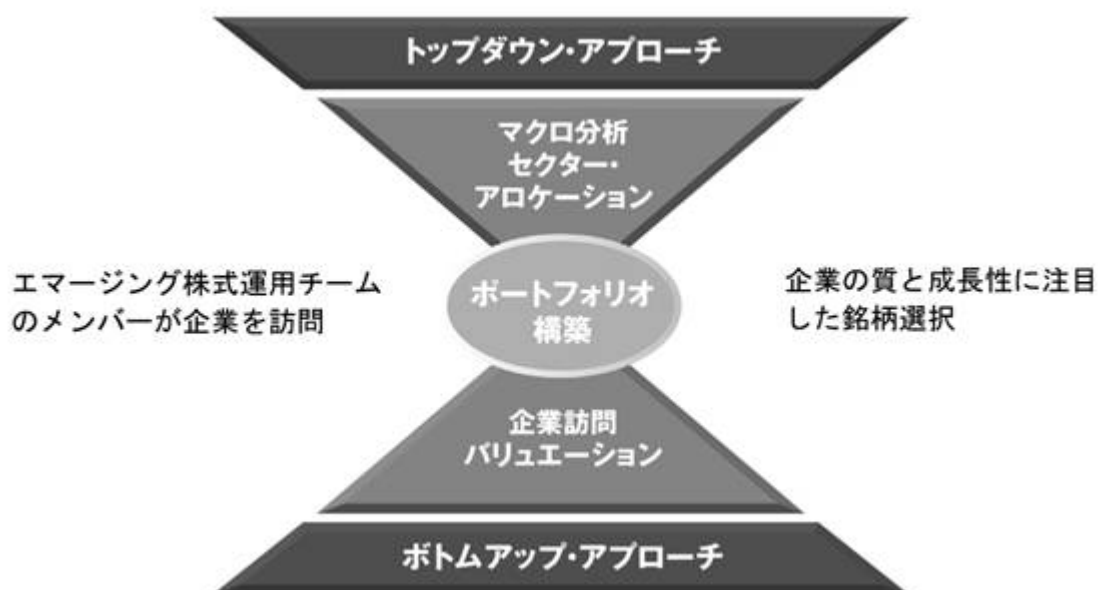 トップダウン・アプローチ
マクロ分析
セクター・
アロケーション
エマージング株式運用チーム
のメンバーが企業を訪問
ポートフォリオ
構築
企業の質と成長性に注目
した銘柄選択
企業訪問
バリュエーション
ボトムアップ・アプローチ